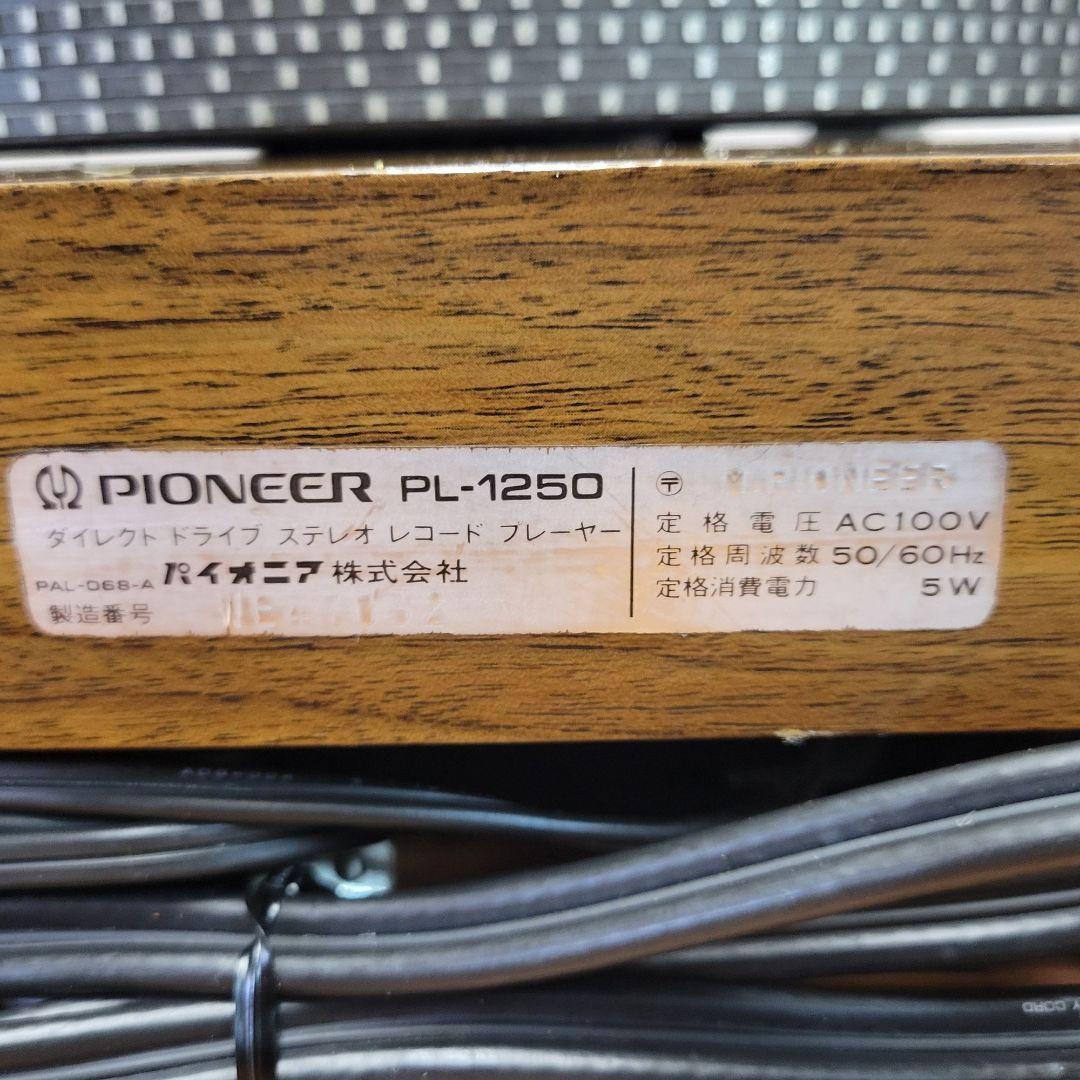 PIONEER PL-1250
ダイレクト ドライブ ステレオ レコード プレーヤー
PAL-068-A パイオニア株式会社
製造番号
〒 PIONEER
定格電圧 AC100V
定格周波数 50/60Hz
定格消費電力 5W
CORD